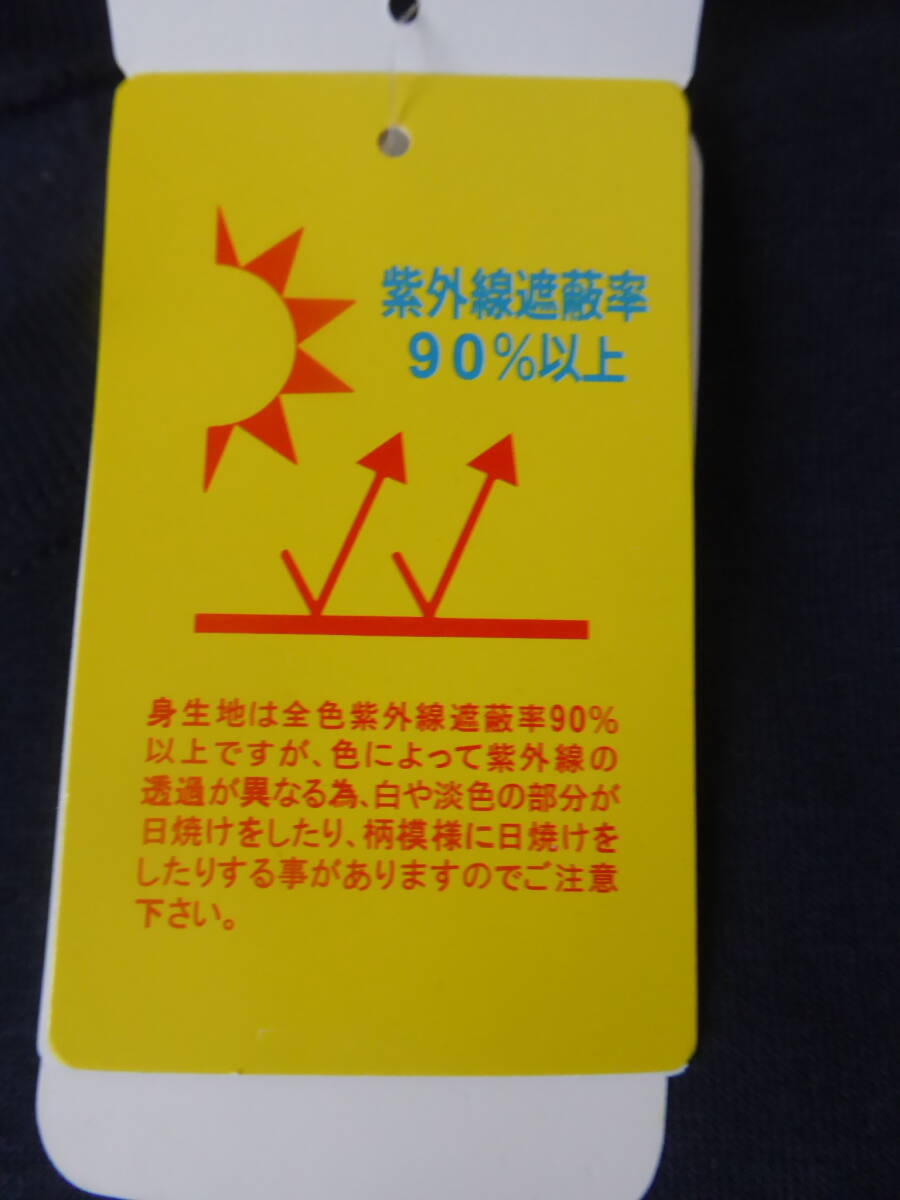 紫外線遮蔽率
90%以上
身生地は全色紫外線遮蔽率90%
以上ですが、色によって紫外線の
透過が異なる為、白や淡色の部分が
日焼けをしたり、柄模様に日焼けを
したりする事がありますのでご注意
下さい。